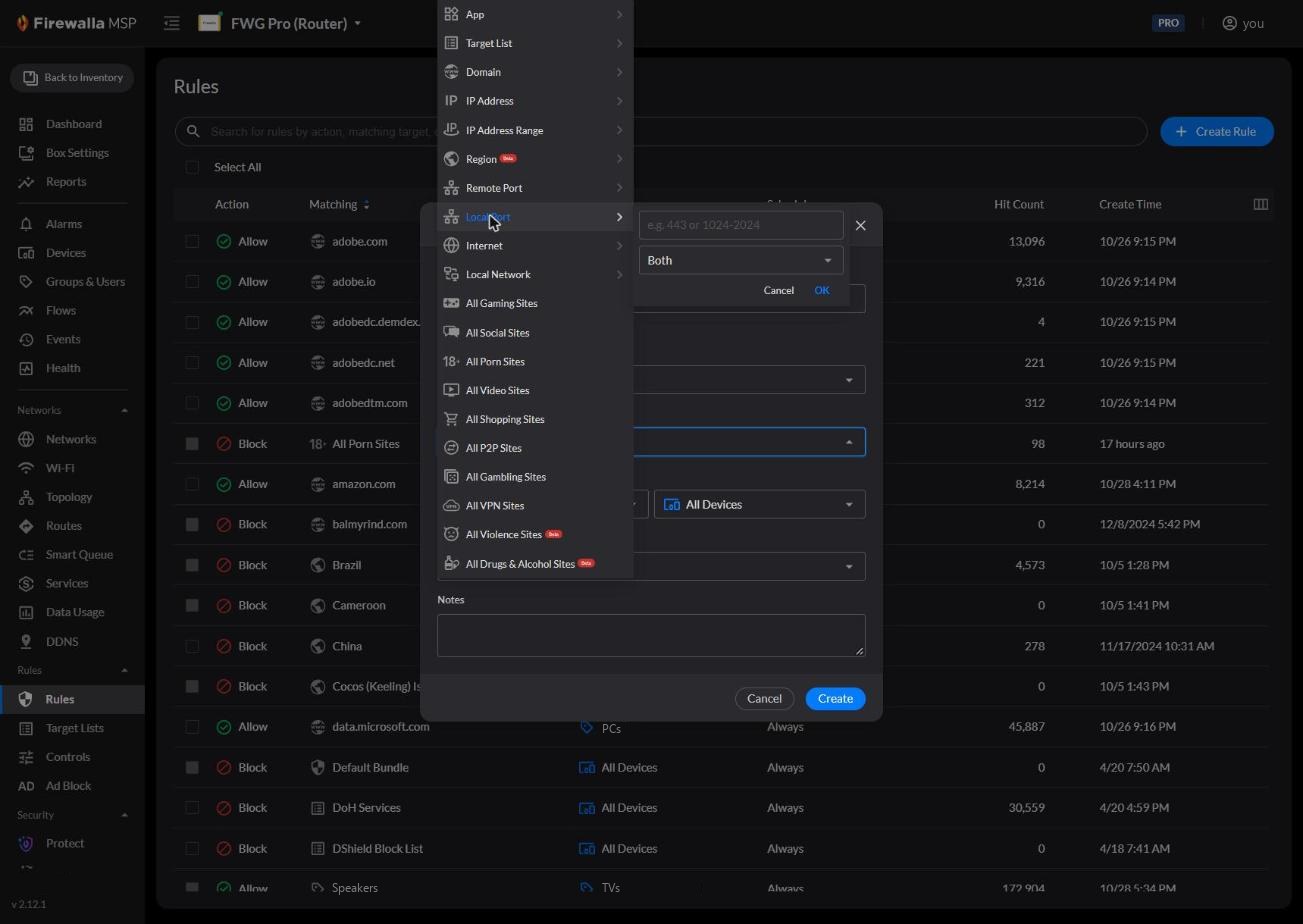 Firewalla MSP
FWG Pro (Router)
PRO
you
Back to Inventory
Dashboard
Box Settings
Reports
Alarms
Devices
Groups & Users
Flows
Events
Health
Networks
Networks
Wi-Fi
Topology
Routes
Smart Queue
Services
Data Usage
DDNS
Rules
Rules
Target Lists
Controls
AD Ad Block
Security
Protect
v 2.12.1
Rules
Search for rules by action, matching target,
Create Rule
Select All
Action Matching Hit Count Create Time
Allow adobe.com 13,096 10/26 9:15 PM
Allow adobe.io 9,316 10/26 9:14 PM
Allow adobedc.demdex. 4 10/26 9:15 PM
Allow adobedc.net 221 10/26 9:15 PM
Allow adobedtm.com 312 10/26 9:14 PM
Block 18+ All Porn Sites 98 17 hours ago
Allow amazon.com 8,214 10/28 4:11 PM
Block balmyrind.com 0 12/8/2024 5:42 PM
Block Brazil 4,573 10/5 1:28 PM
Block Cameroon 0 10/5 1:41 PM
Block China 278 11/17/2024 10:31 AM
Block Cocos (Keeling) Is 0 10/5 1:43 PM
Allow data.microsoft.com PCs Always 45,887 10/26 9:16 PM
Block Default Bundle All Devices Always 0 4/20 7:50 AM
Block DoH Services All Devices Always 30,559 4/20 4:59 PM
Block DShield Block List All Devices Always 0 4/18 7:41 AM
Allow Speakers TVs Always 172,904 10/28 5:34 PM
App
Target List
Domain
IP IP Address
IP IP Address Range
Region Beta
Remote Port
Local Port
Internet
Local Network
All Gaming Sites
All Social Sites
18+ All Porn Sites
All Video Sites
All Shopping Sites
All P2P Sites
All Gambling Sites
VPN All VPN Sites
All Violence Sites Beta
All Drugs & Alcohol Sites Beta
e.g. 443 or 1024-2024
Both
Cancel OK
All Devices
Notes
Cancel Create